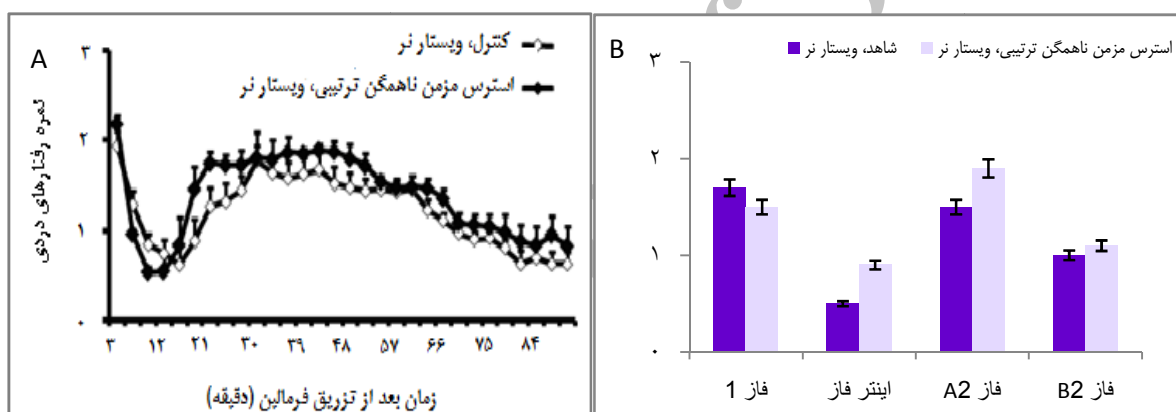 A
کنترل، ویستار نر
استرس مزمن ناهمگن ترتیبی، ویستار نر
نمره رفتارهای دردی
۳
۲
۱
۰
۳ ۱۲ ۲۱ ۳۰ ۳۹ ۴۸ ۵۷ ۶۶ ۷۵ ۸۴
زمان بعد از تزریق فرمالین (دقیقه)
B
شاهد، ویستار نر
استرس مزمن ناهمگن ترتیبی، ویستار نر
۳
۲
۱
۰
فاز 1
اینتر فاز
فاز A2
فاز B2